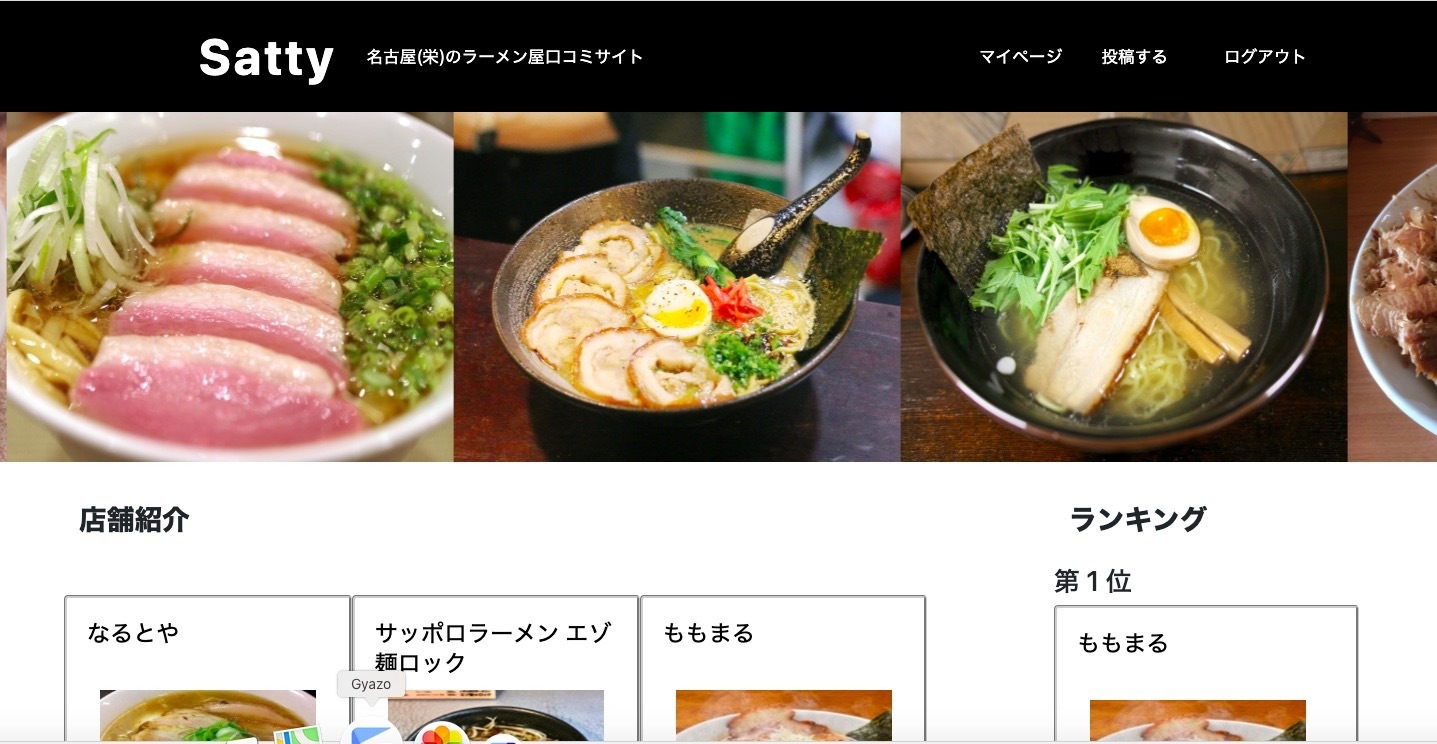 Satty
名古屋(栄)のラーメン屋口コミサイト
マイページ
投稿する
ログアウト
店舗紹介
ランキング
第１位
なるとや
サッポロラーメン エゾ
麺ロック
ももまる
ももまる
Gyazo